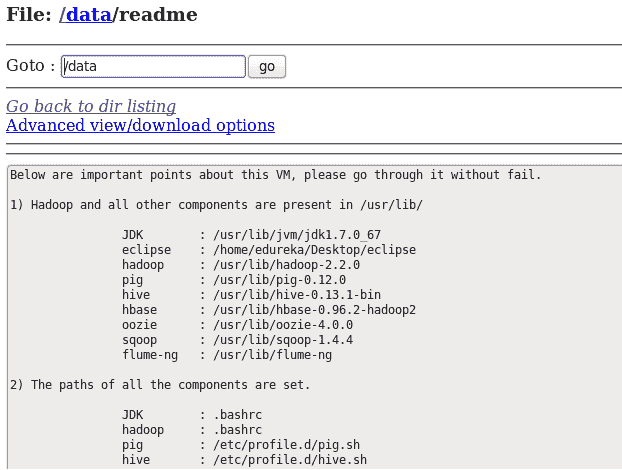 File: /data/readme
Goto : /data go
Go back to dir listing
Advanced view/download options
Below are important points about this VM, please go through it without fail.
1) Hadoop and all other components are present in /usr/lib/
JDK : /usr/lib/jvm/jdk1.7.0_67
eclipse : /home/edureka/Desktop/eclipse
hadoop : /usr/lib/hadoop-2.2.0
pig : /usr/lib/pig-0.12.0
hive : /usr/lib/hive-0.13.1-bin
hbase : /usr/lib/hbase-0.96.2-hadoop2
oozie : /usr/lib/oozie-4.0.0
sqoop : /usr/lib/sqoop-1.4.4
flume-ng : /usr/lib/flume-ng
2) The paths of all the components are set.
JDK : .bashrc
hadoop : .bashrc
pig : /etc/profile.d/pig.sh
hive : /etc/profile.d/hive.sh